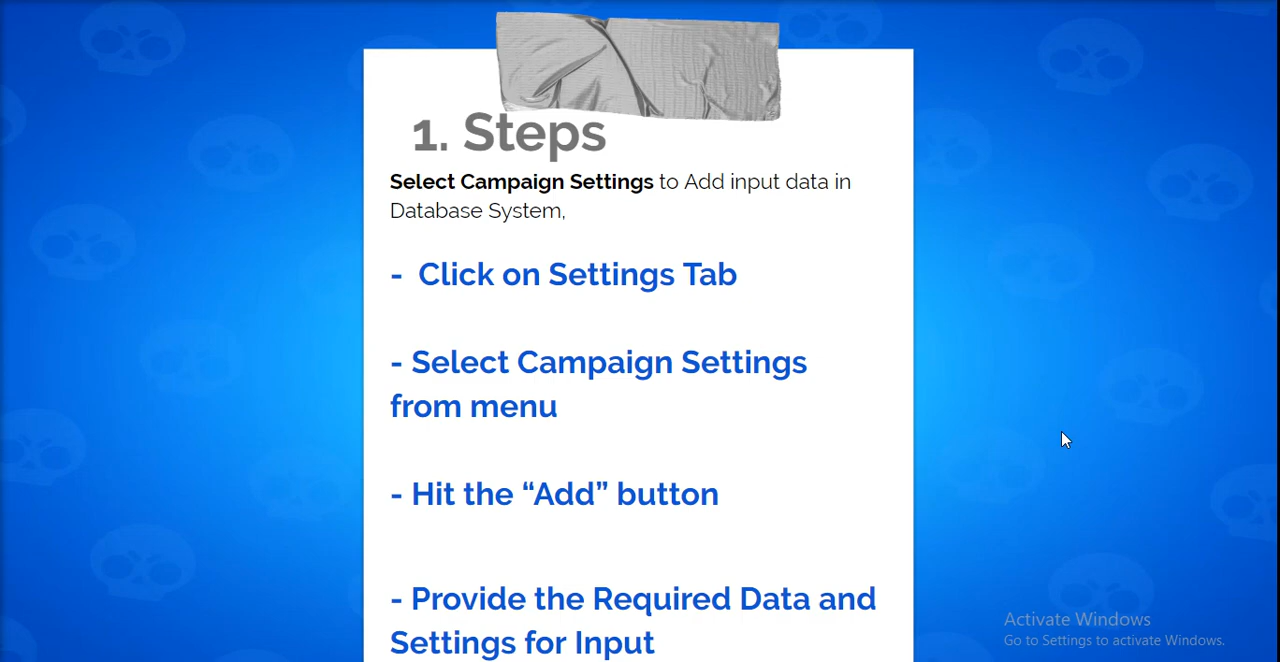 1. Steps
Select Campaign Settings to Add input data in
Database System,
- Click on Settings Tab
- Select Campaign Settings
from menu
- Hit the “Add” button
- Provide the Required Data and
Settings for Input
Activate Windows
Go to Settings to activate Windows.